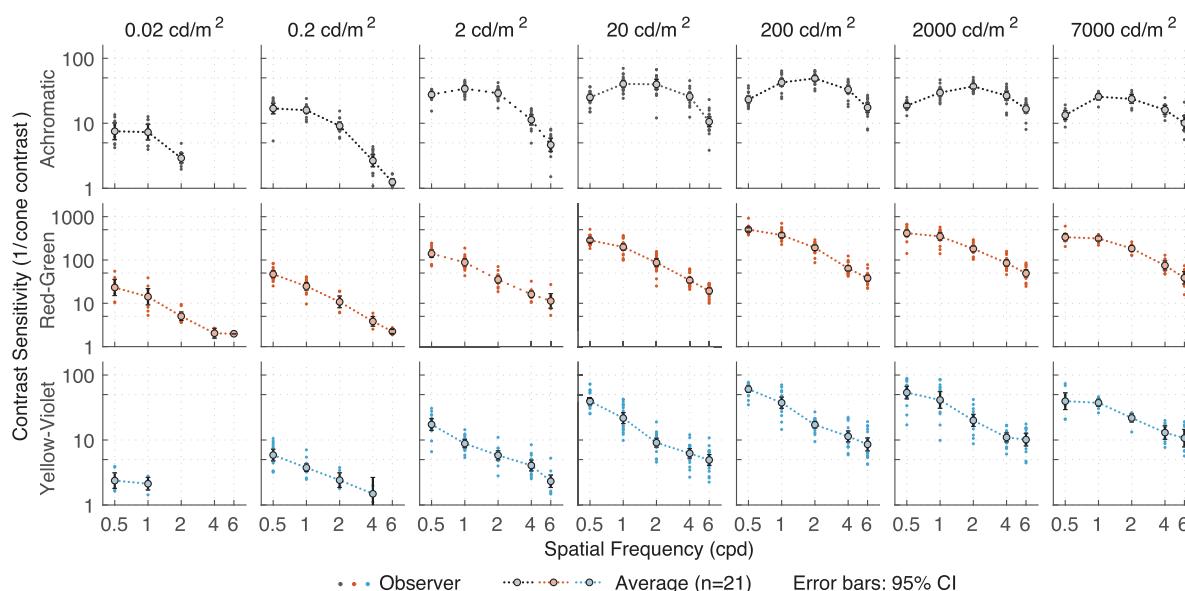 0.02 cd/m² 0.2 cd/m² 2 cd/m² 20 cd/m² 200 cd/m² 2000 cd/m² 7000 cd/m²
Contrast Sensitivity (1/cone contrast )
Achromatic
100
10
1
Red-Green
1000
100
10
1
Yellow-Violet
100
10
1
0.5 1 2 4 6 0.5 1 2 4 6 0.5 1 2 4 6 0.5 1 2 4 6 0.5 1 2 4 6 0.5 1 2 4 6 0.5 1 2 4 6
Spatial Frequency (cpd)
Observer Average (n=21) Error bars: 95% CI